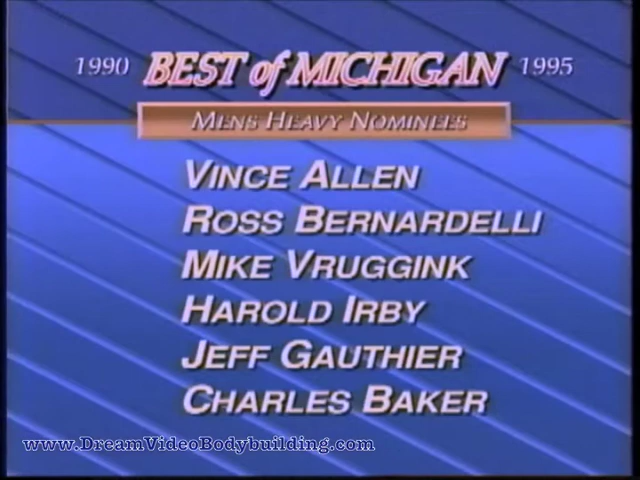 1990 BEST of MICHIGAN 1995
MENS HEAVY NOMINEES
VINCE ALLEN
ROSS BERNARDELLI
MIKE VRUGGINK
HAROLD IRBY
JEFF GAUTHIER
CHARLES BAKER
www.DreamVideoBodybuilding.com